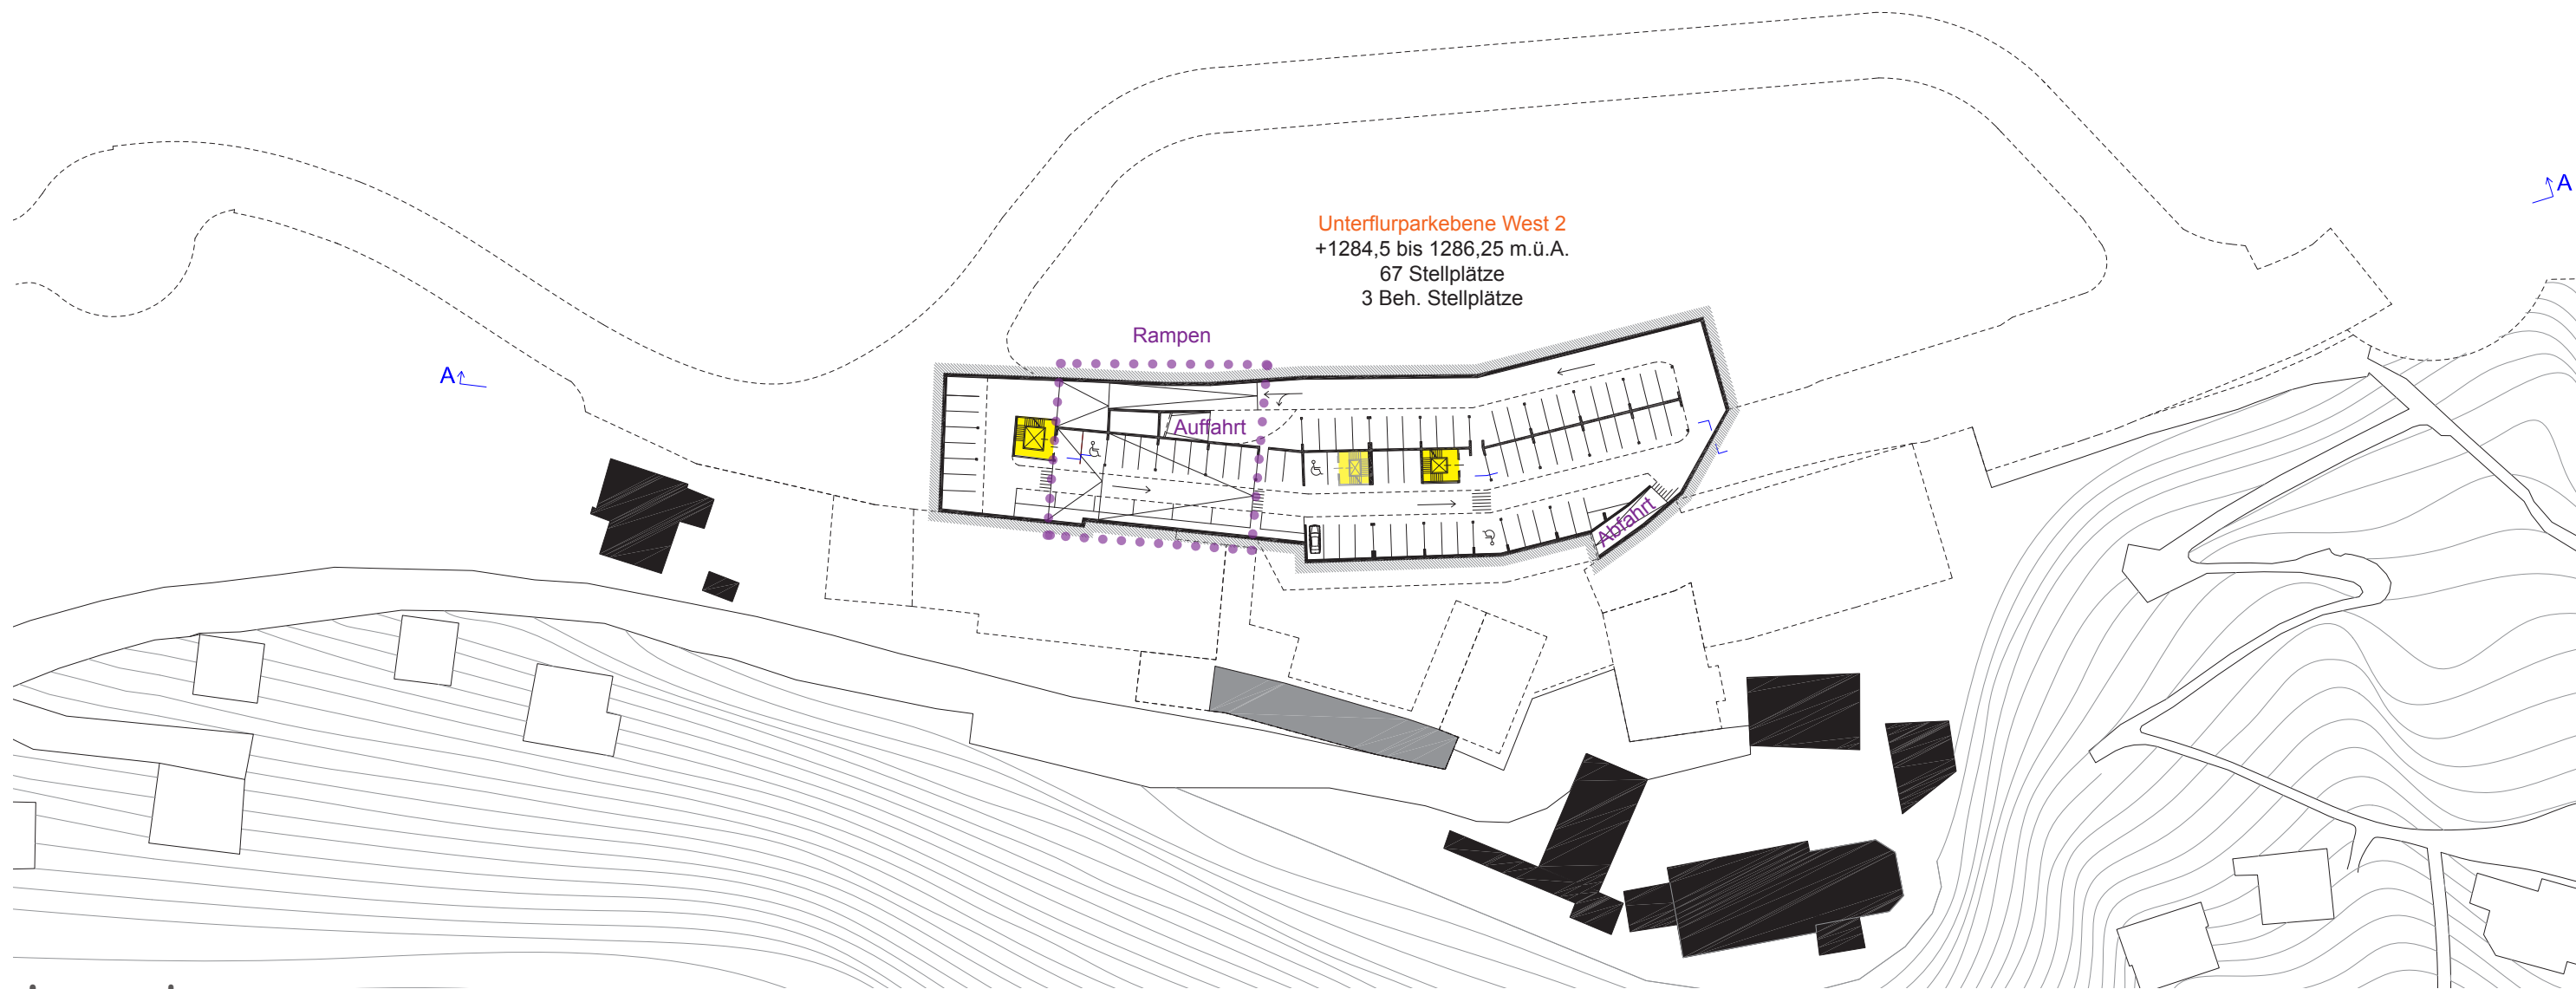 A
Unterflurparkebene West 2
+1284,5 bis 1286,25 m.ü.A.
67 Stellplätze
3 Beh. Stellplätze
Rampen
A
Auffahrt
Abfahrt